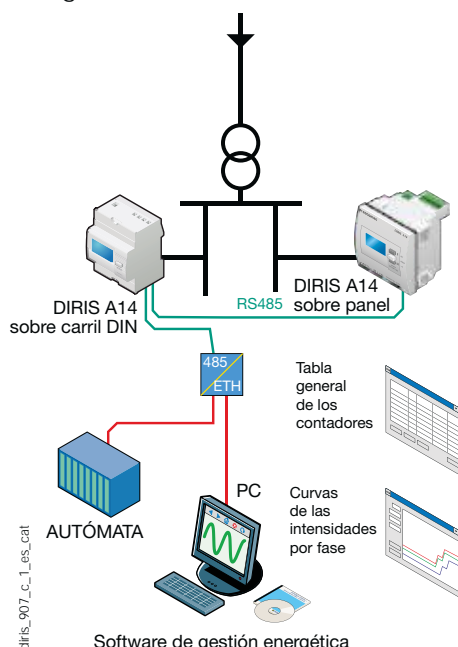 DIRIS A14
sobre carril DIN
RS485
DIRIS A14
sobre panel
485
ETH
Tabla
general
de los
contadores
AUTÓMATA
PC
Curvas
de las
intensidades
por fase
diris_907_c_1_es_cat
Software de gestión energética